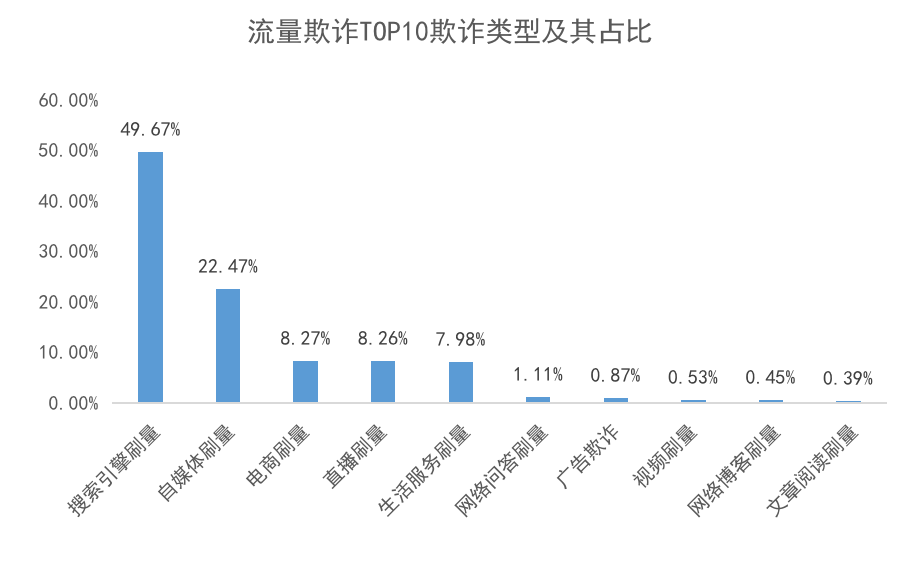 流量欺诈TOP10欺诈类型及其占比
60.00%
50.00%
40.00%
30.00%
20.00%
10.00%
0.00%
49.67%
22.47%
8.27%
8.26%
7.98%
1.11%
0.87%
0.53%
0.45%
0.39%
搜索引擎刷量
自媒体刷量
电商刷量
直播刷量
生活服务刷量
网络问答刷量
广告欺诈
视频刷量
网络博客刷量
文章阅读刷量